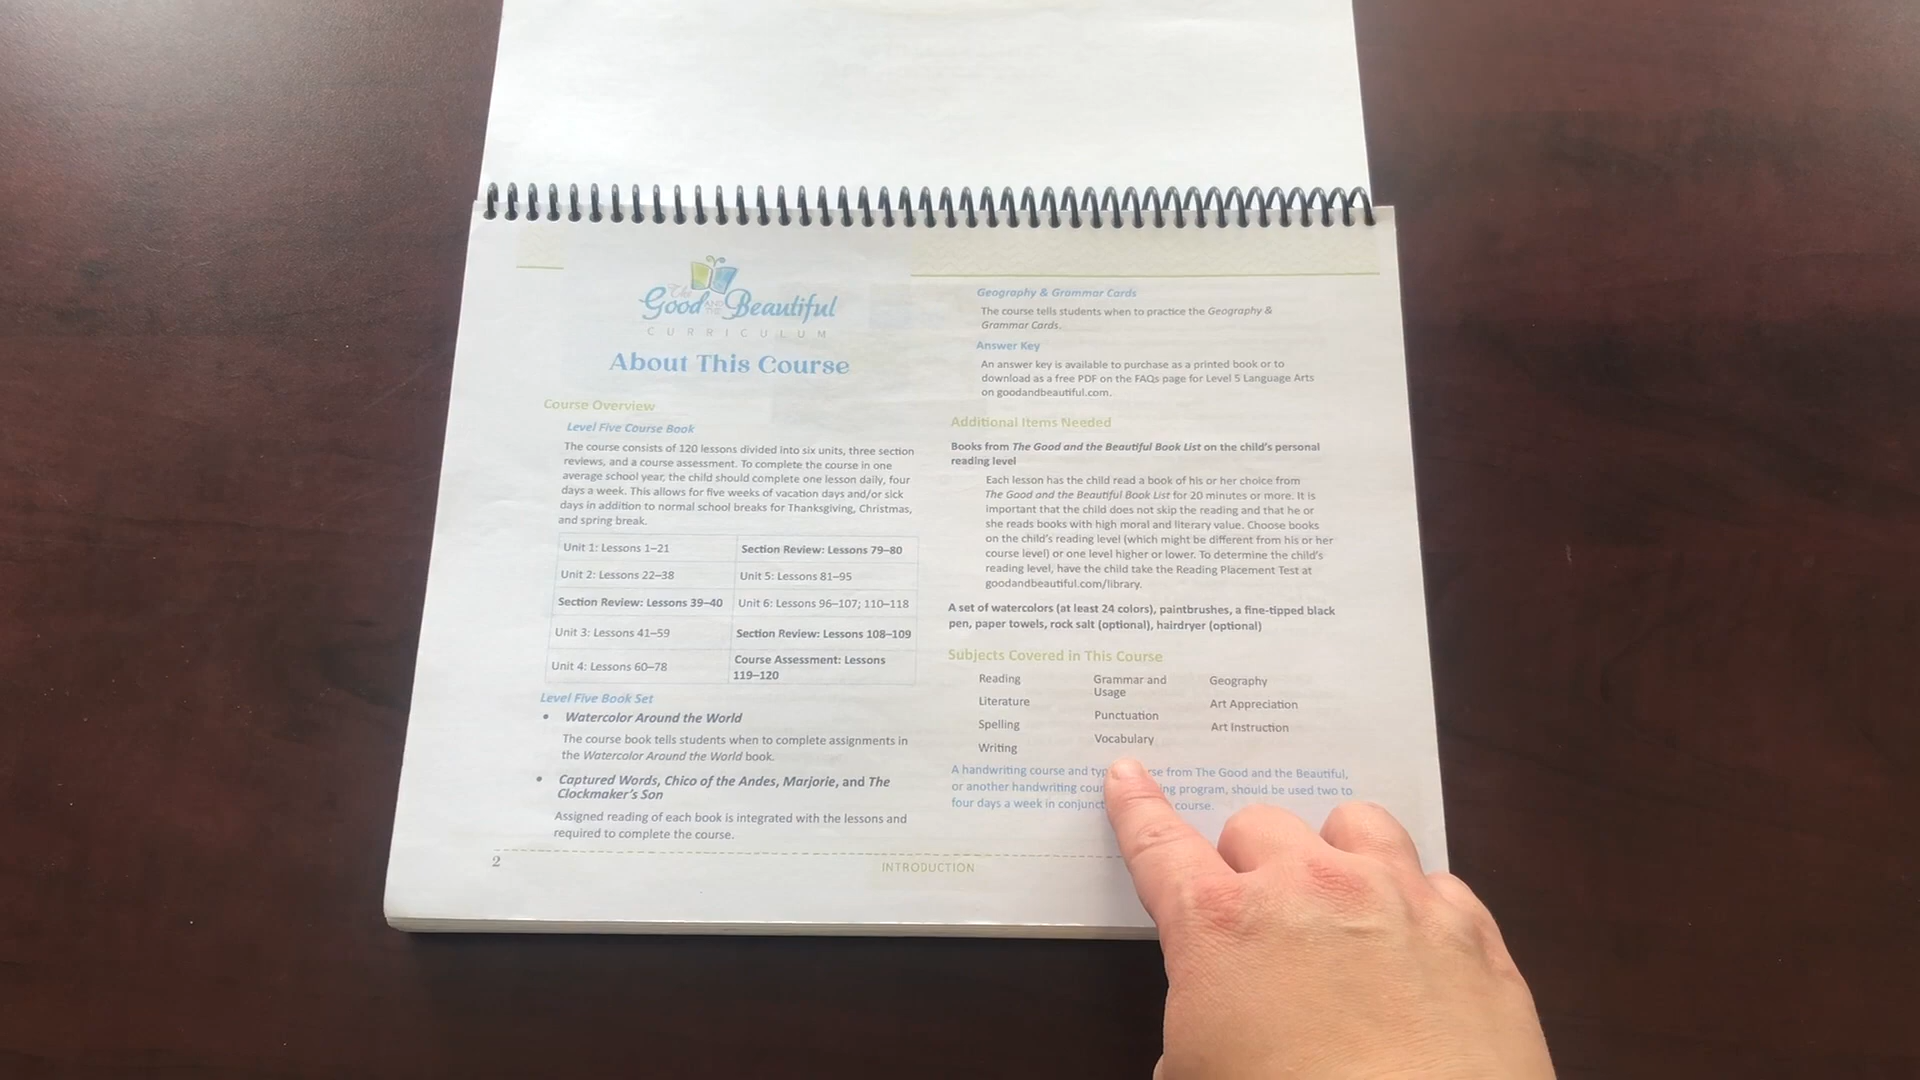 The
Good AND THE Beautiful
CURRICULUM
About This Course
Course Overview
Level Five Course Book
The course consists of 120 lessons divided into six units, three section
reviews, and a course assessment. To complete the course in one
average school year, the child should complete one lesson daily, four
days a week. This allows for five weeks of vacation days and/or sick
days in addition to normal school breaks for Thanksgiving, Christmas,
and spring break.
Unit 1: Lessons 1–21
Section Review: Lessons 79–80
Unit 2: Lessons 22–38
Unit 5: Lessons 81–95
Section Review: Lessons 39–40
Unit 6: Lessons 96–107; 110–118
Unit 3: Lessons 41–59
Section Review: Lessons 108–109
Unit 4: Lessons 60–78
Course Assessment: Lessons
119–120
Level Five Book Set
• Watercolor Around the World
The course book tells students when to complete assignments in
the Watercolor Around the World book.
• Captured Words, Chico of the Andes, Marjorie, and The
Clockmaker's Son
Assigned reading of each book is integrated with the lessons and
required to complete the course.
Geography & Grammar Cards
The course tells students when to practice the Geography &
Grammar Cards.
Answer Key
An answer key is available to purchase as a printed book or to
download as a free PDF on the FAQs page for Level 5 Language Arts
on goodandbeautiful.com.
Additional Items Needed
Books from The Good and the Beautiful Book List on the child's personal
reading level
Each lesson has the child read a book of his or her choice from
The Good and the Beautiful Book List for 20 minutes or more. It is
important that the child does not skip the reading and that he or
she reads books with high moral and literary value. Choose books
on the child's reading level (which might be different from his or her
course level) or one level higher or lower. To determine the child's
reading level, have the child take the Reading Placement Test at
goodandbeautiful.com/library.
A set of watercolors (at least 24 colors), paintbrushes, a fine-tipped black
pen, paper towels, rock salt (optional), hairdryer (optional)
Subjects Covered in This Course
Reading
Literature
Spelling
Writing
Grammar and
Usage
Punctuation
Vocabulary
Geography
Art Appreciation
Art Instruction
A handwriting course and from The Good and the Beautiful,
or another handwriting program, should be used two to
four days a week in course.
2
INTRODUCTION